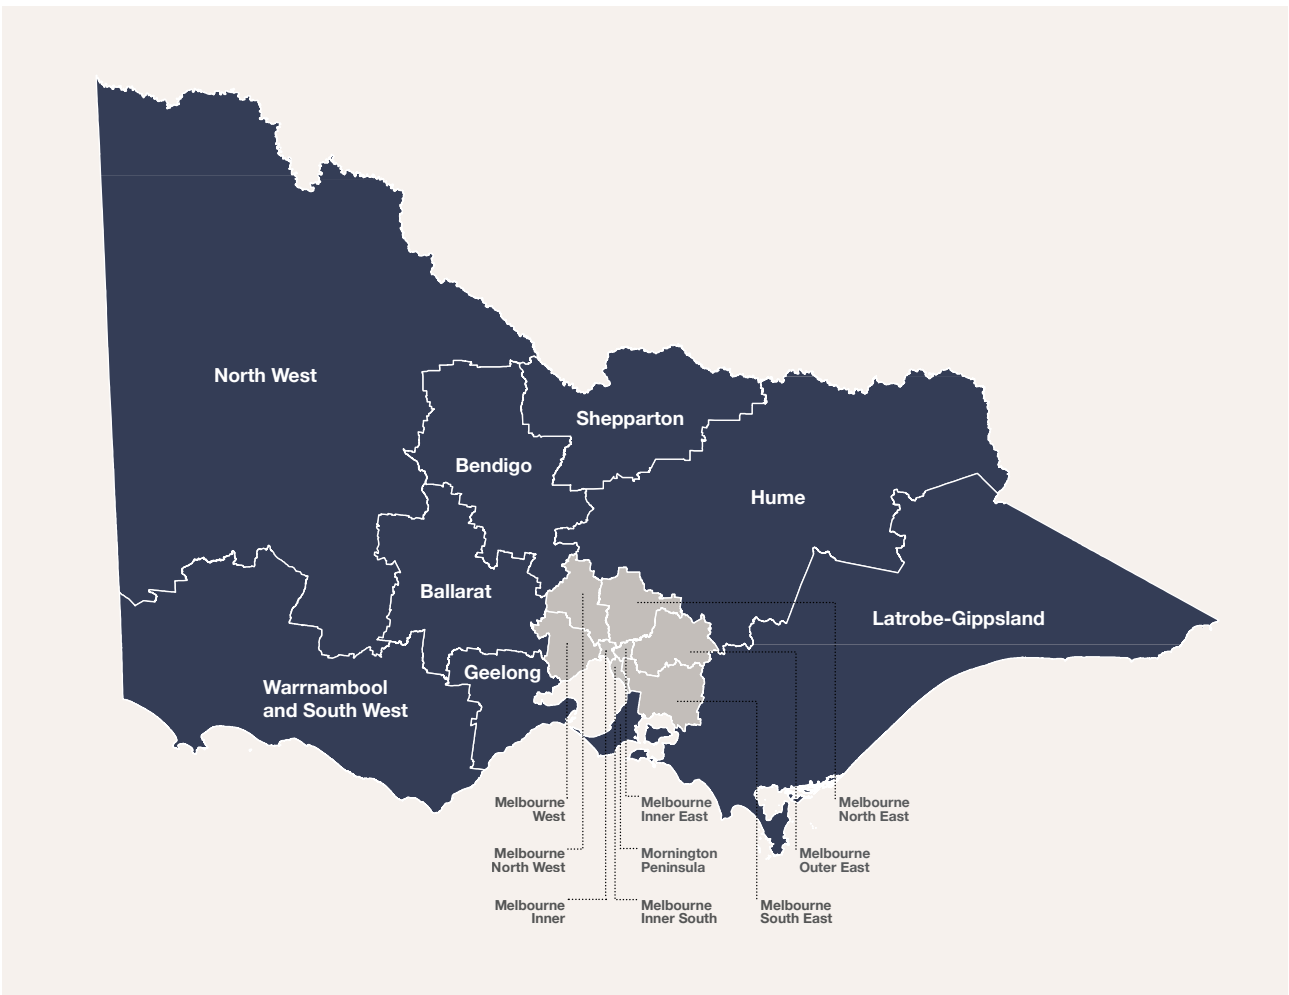 North West
Shepparton
Bendigo
Hume
Ballarat
Latrobe-Gippsland
Geelong
Warrnambool
and South West
Melbourne
West
Melbourne
Inner East
Melbourne
North East
Melbourne
North West
Mornington
Peninsula
Melbourne
Outer East
Melbourne
Inner
Melbourne
Inner South
Melbourne
South East